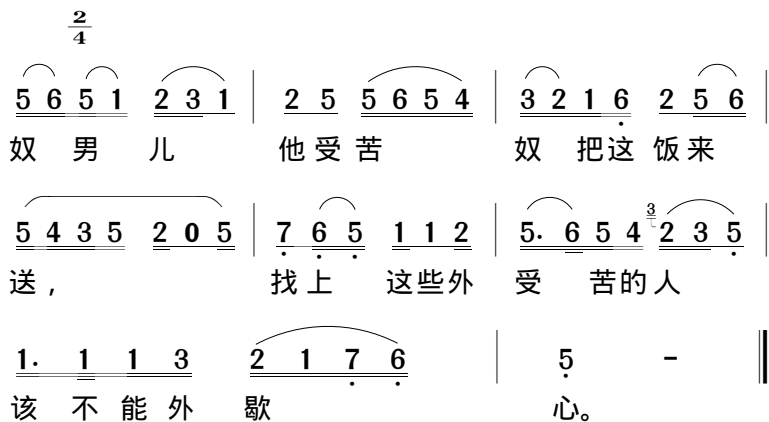 2/4
5 6 5 1 2 3 1 | 2 5 5 6 5 4 | 3 2 1 6 2 5 6 |
奴 男 儿 他 受 苦 奴 把 这 饭 来
5 4 3 5 2 0 5 | 7 6 5 1 1 2 | 5. 6 5 4 3 2 3 5 |
送, 找 上 这 些 外 受 苦 的 人
1. 1 1 3 2 1 7 6 | 5 - ‖
该 不 能 外 歇 心。